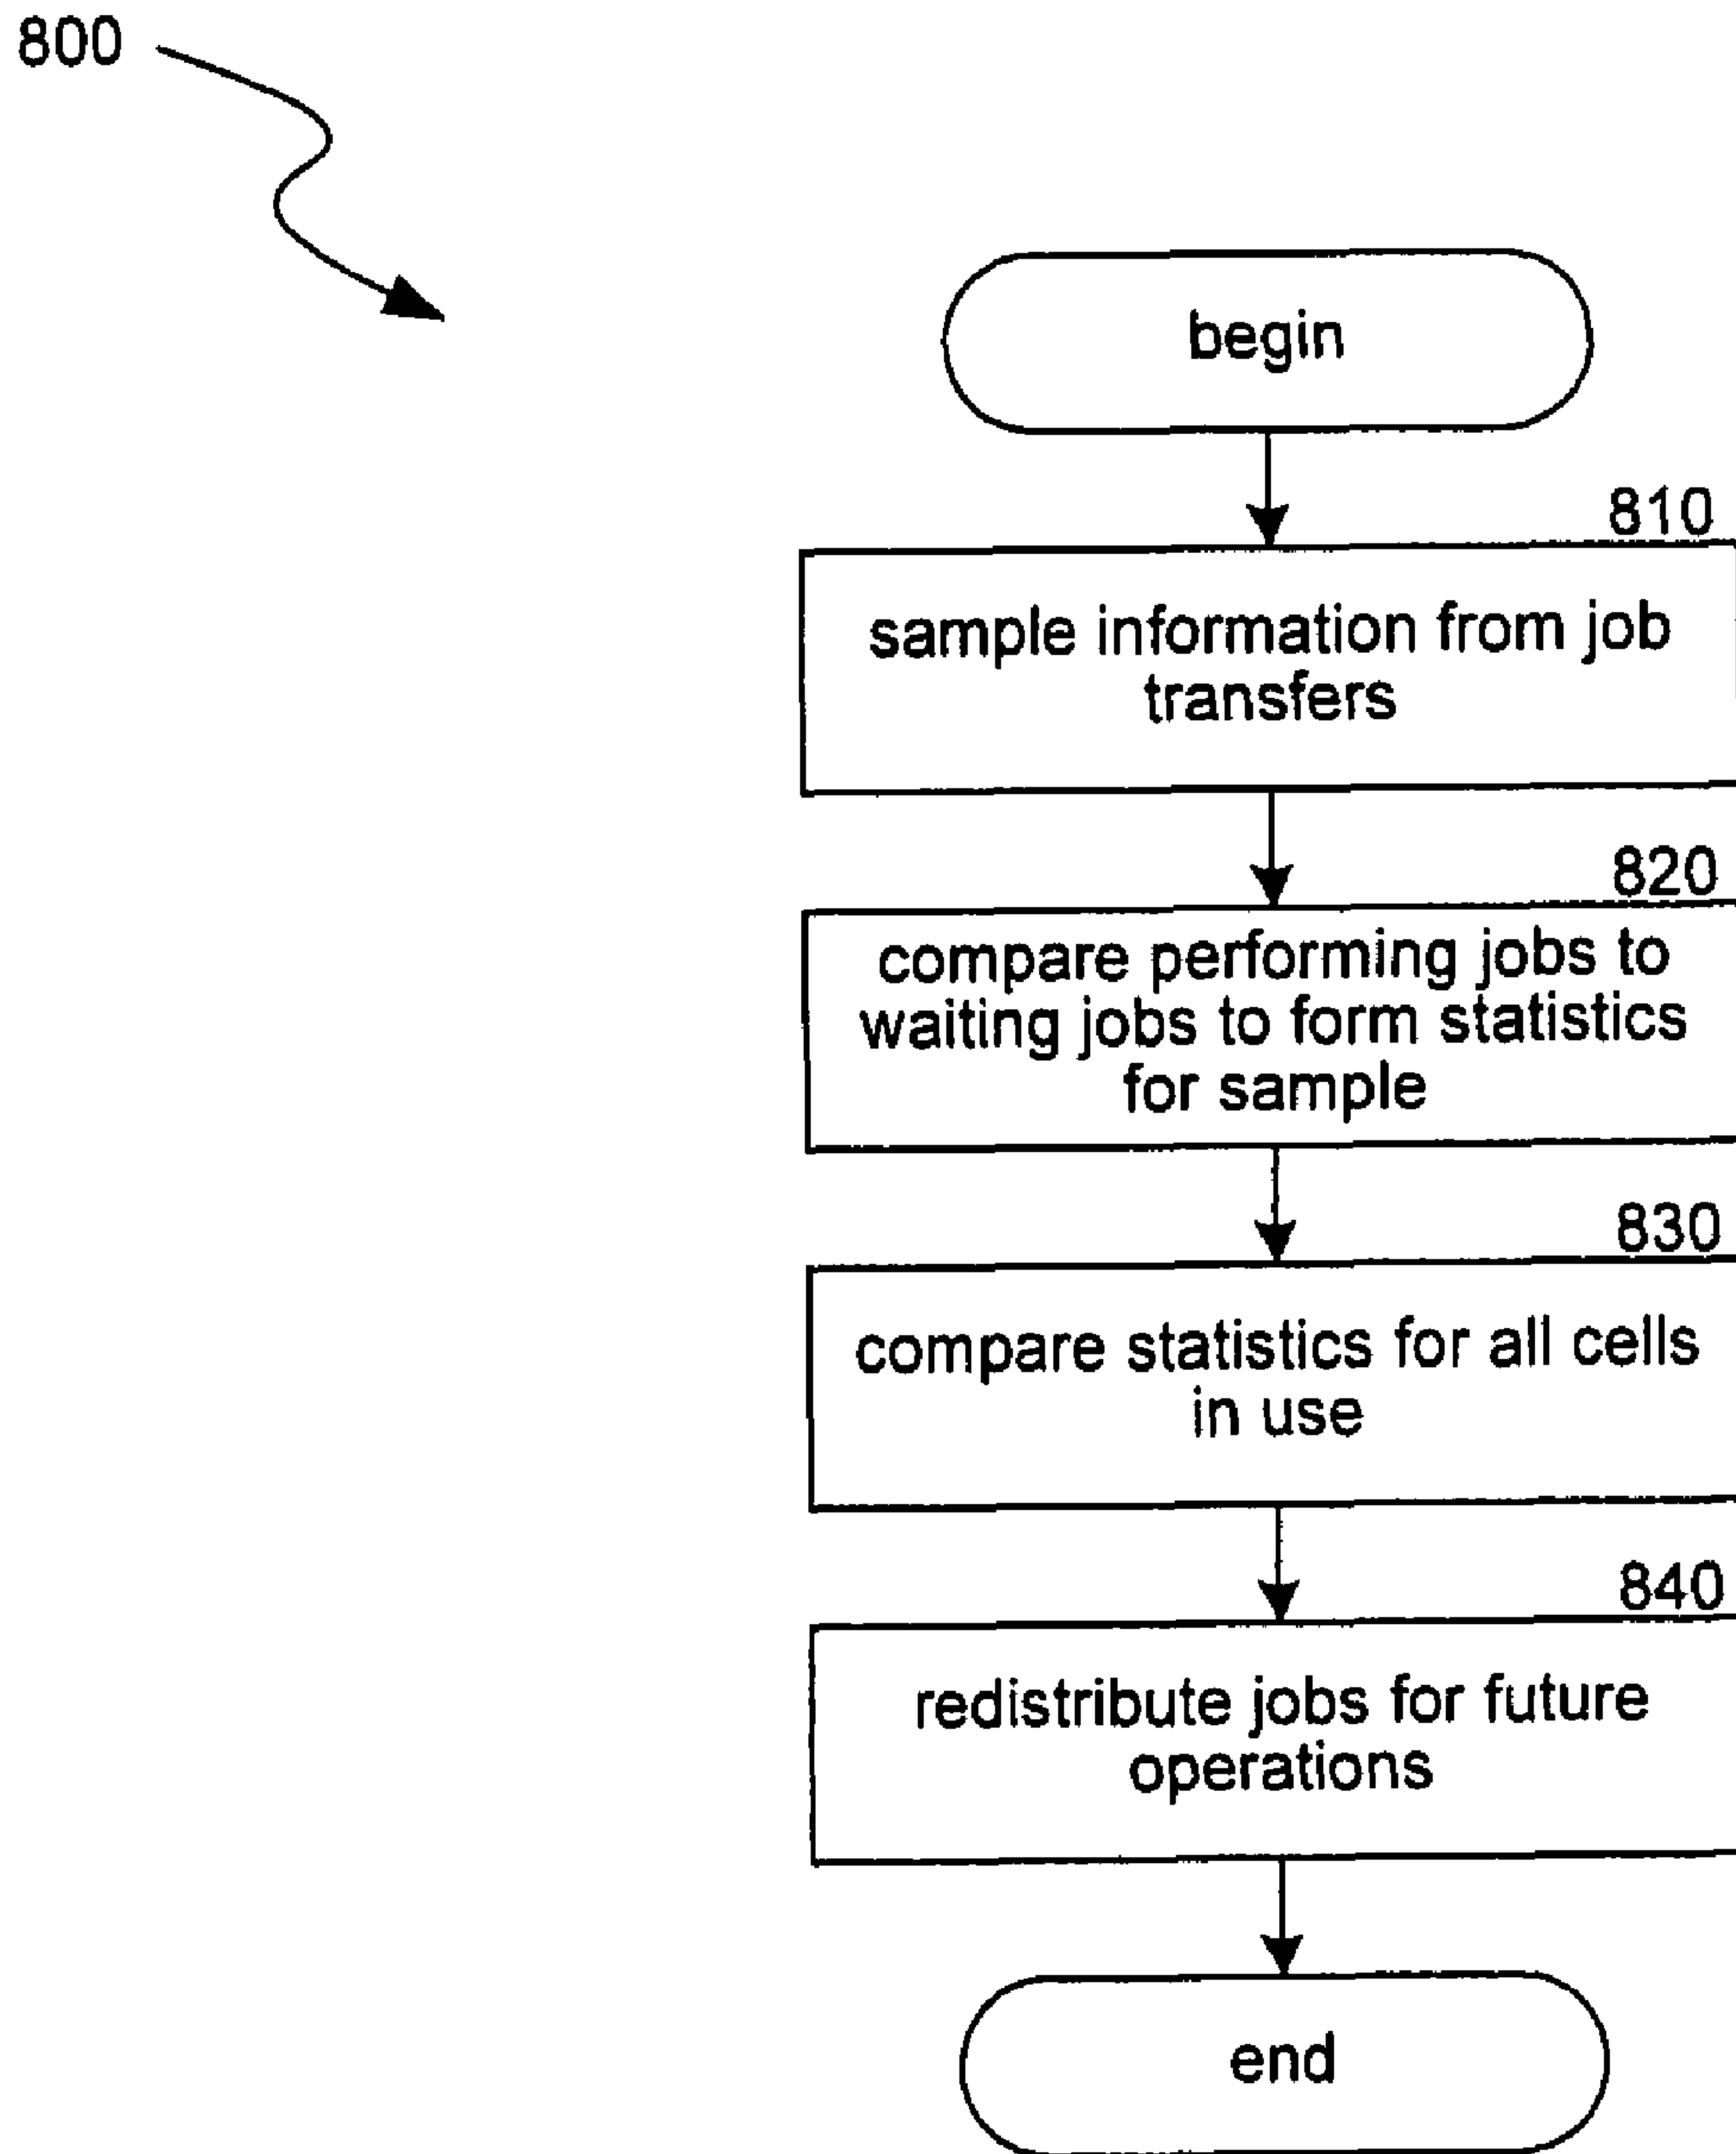 800
begin
810
sample information from job
transfers
820
compare performing jobs to
waiting jobs to form statistics
for sample
830
compare statistics for all cells
in use
840
redistribute jobs for future
operations
end